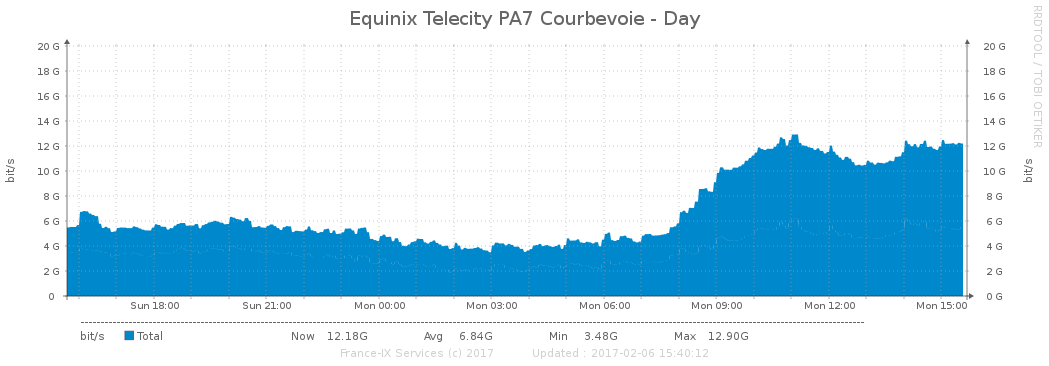 Equinix Telecity PA7 Courbevoie - Day
RRDTOOL / TOBI OETIKER
bit/s
20 G 20 G
18 G 18 G
16 G 16 G
14 G 14 G
12 G 12 G
10 G 10 G
8 G 8 G
6 G 6 G
4 G 4 G
2 G 2 G
0 0 G
bit/s
Sun 18:00 Sun 21:00 Mon 00:00 Mon 03:00 Mon 06:00 Mon 09:00 Mon 12:00 Mon 15:00
bit/s Total Now 12.18G Avg 6.84G Min 3.48G Max 12.90G
France-IX Services (c) 2017 Updated : 2017-02-06 15:40:12